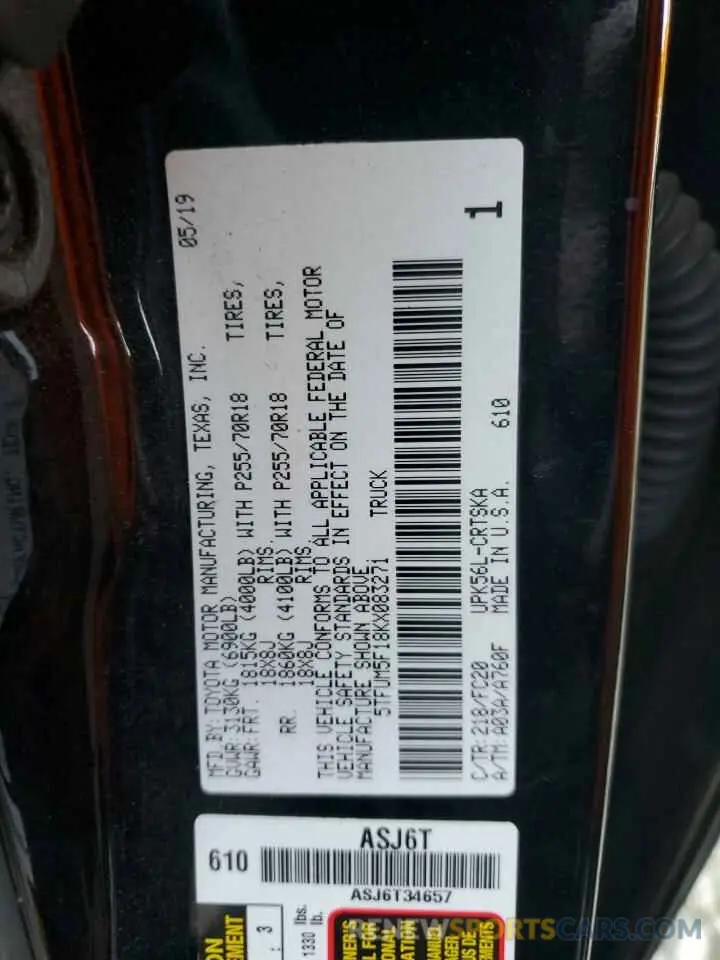 05/19
MFD.BY:TOYOTA MOTOR MANUFACTURING, TEXAS, INC.
GVWR:3130KG (6900LB)
GAWR:FRT. 1815KG (4000LB) WITH P255/70R18 TIRES,
18X8J RIMS.
RR. 1860KG (4100LB) WITH P255/70R18 TIRES,
18X8J RIMS.
THIS VEHICLE CONFORMS TO ALL APPLICABLE FEDERAL MOTOR
VEHICLE SAFETY STANDARDS IN EFFECT ON THE DATE OF
MANUFACTURE SHOWN ABOVE
5TFUM5F18KX083271 TRUCK
1
C/TR:218/FC20 UPK56L-CRTSKA 610
A/TM:A03A/A760F MADE IN U.S.A.
610 ASJ6T
ASJ6T34657
: 3
1330 lbs.
lb.
RENEWSPORTSCARS.COM